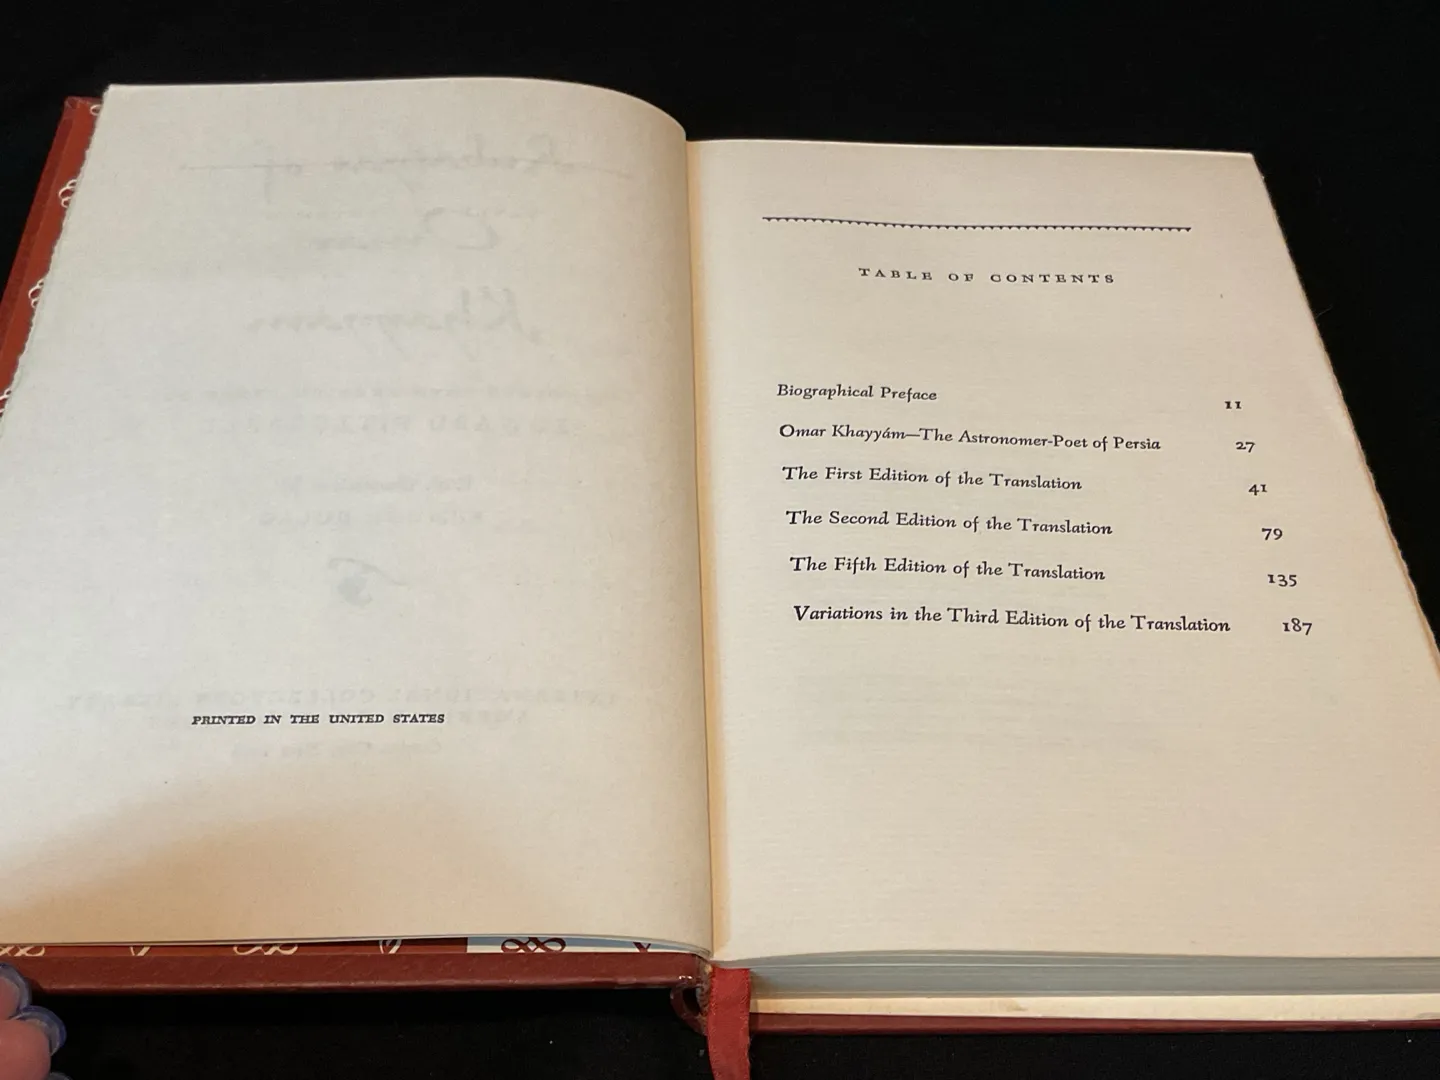 PRINTED IN THE UNITED STATES
TABLE OF CONTENTS
Biographical Preface 11
Omar Khayyám—The Astronomer-Poet of Persia 27
The First Edition of the Translation 41
The Second Edition of the Translation 79
The Fifth Edition of the Translation 135
Variations in the Third Edition of the Translation 187